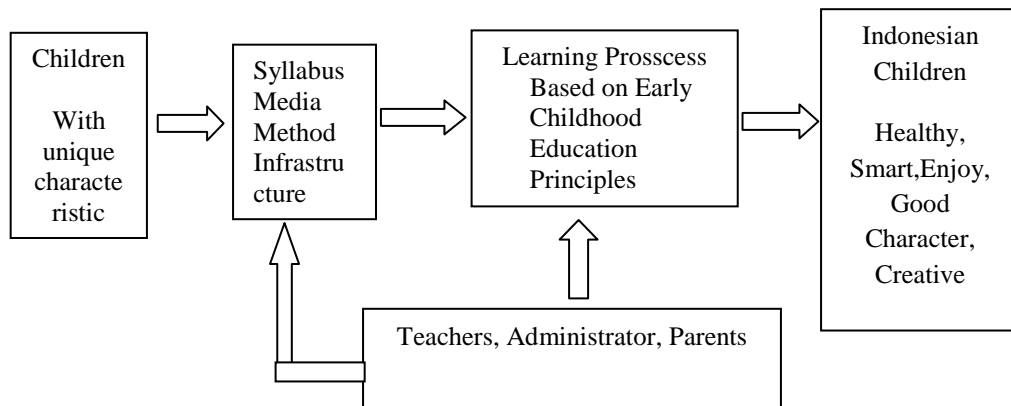 Children
With
unique
characte
ristic
Syllabus
Media
Method
Infrastru
cture
Learning Prosscess
Based on Early
Childhood
Education
Principles
Indonesian
Children
Healthy,
Smart,Enjoy,
Good
Character,
Creative
Teachers, Administrator, Parents